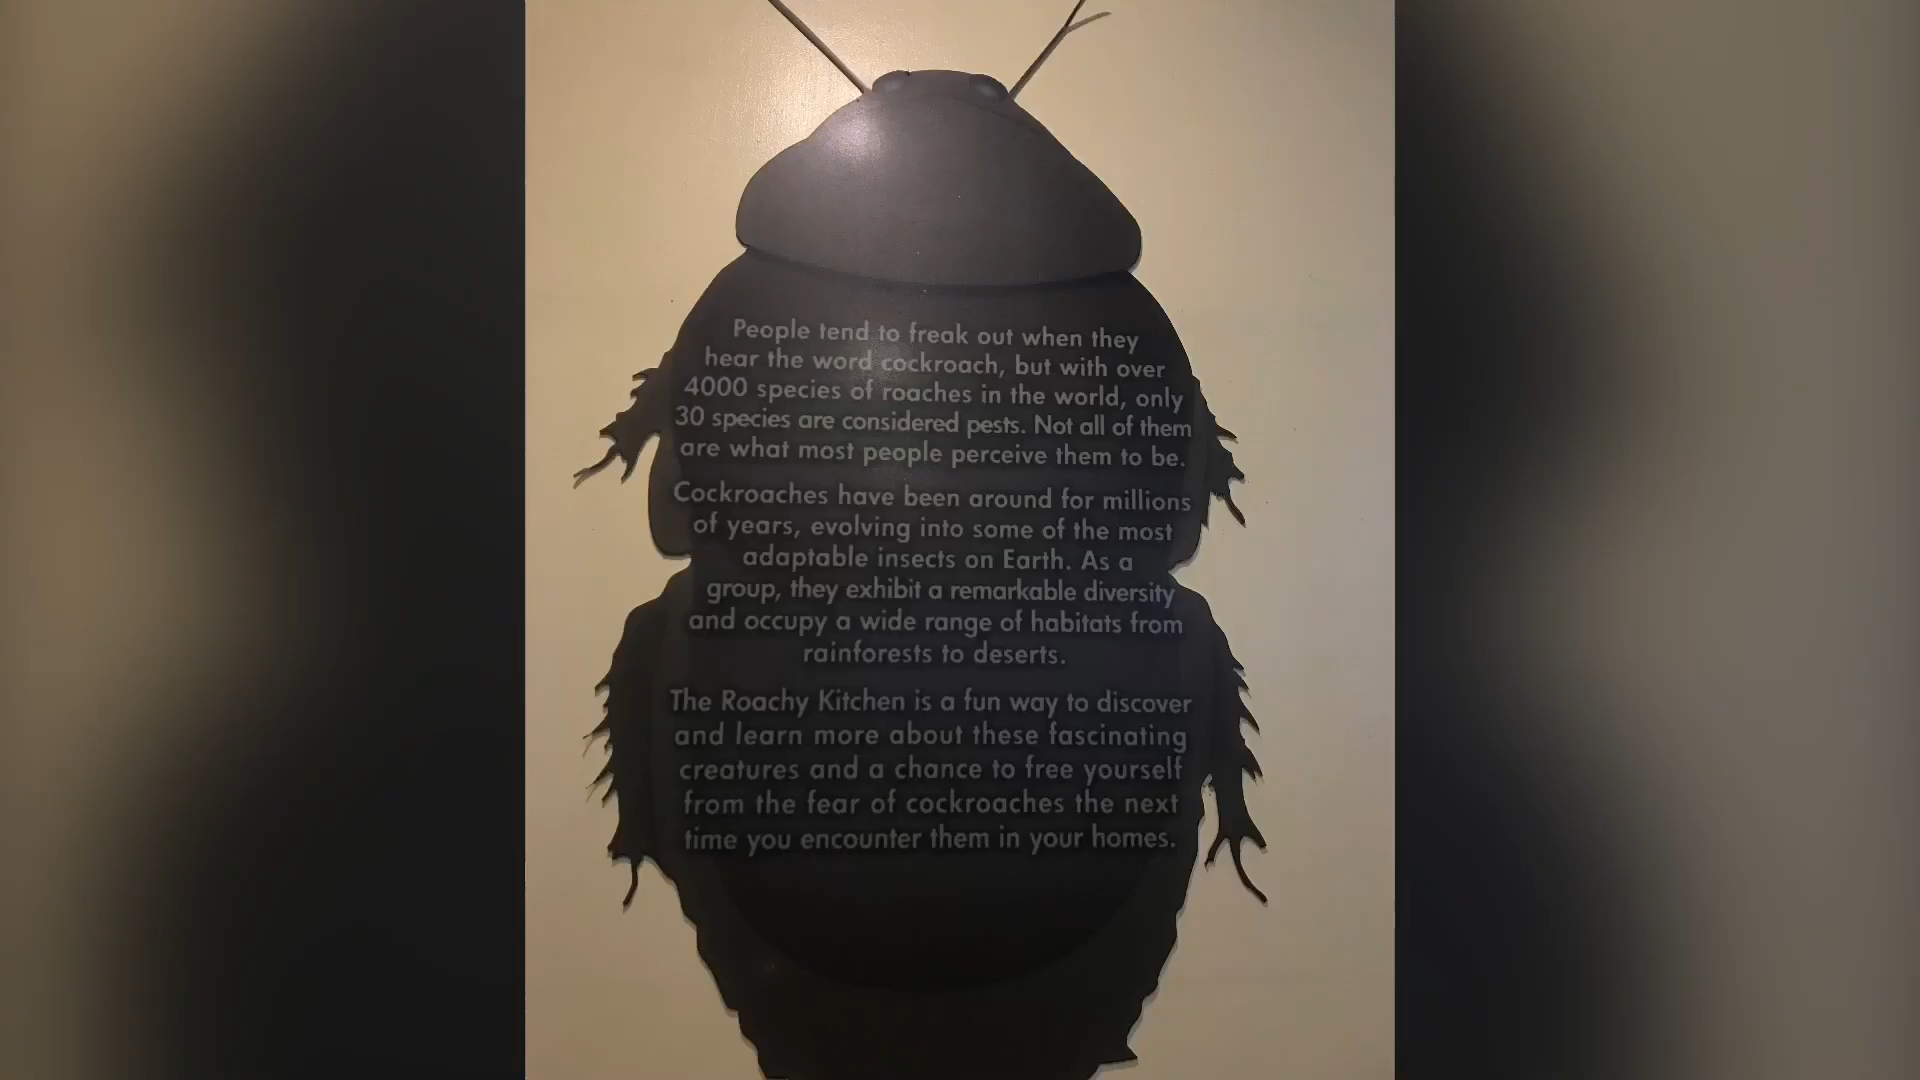 People tend to freak out when they
hear the word cockroach, but with over
4000 species of roaches in the world, only
30 species are considered pests. Not all of them
are what most people perceive them to be.
Cockroaches have been around for millions
of years, evolving into some of the most
adaptable insects on Earth. As a
group, they exhibit a remarkable diversity
and occupy a wide range of habitats from
rainforests to deserts.
The Roachy Kitchen is a fun way to discover
and learn more about these fascinating
creatures and a chance to free yourself
from the fear of cockroaches the next
time you encounter them in your homes.